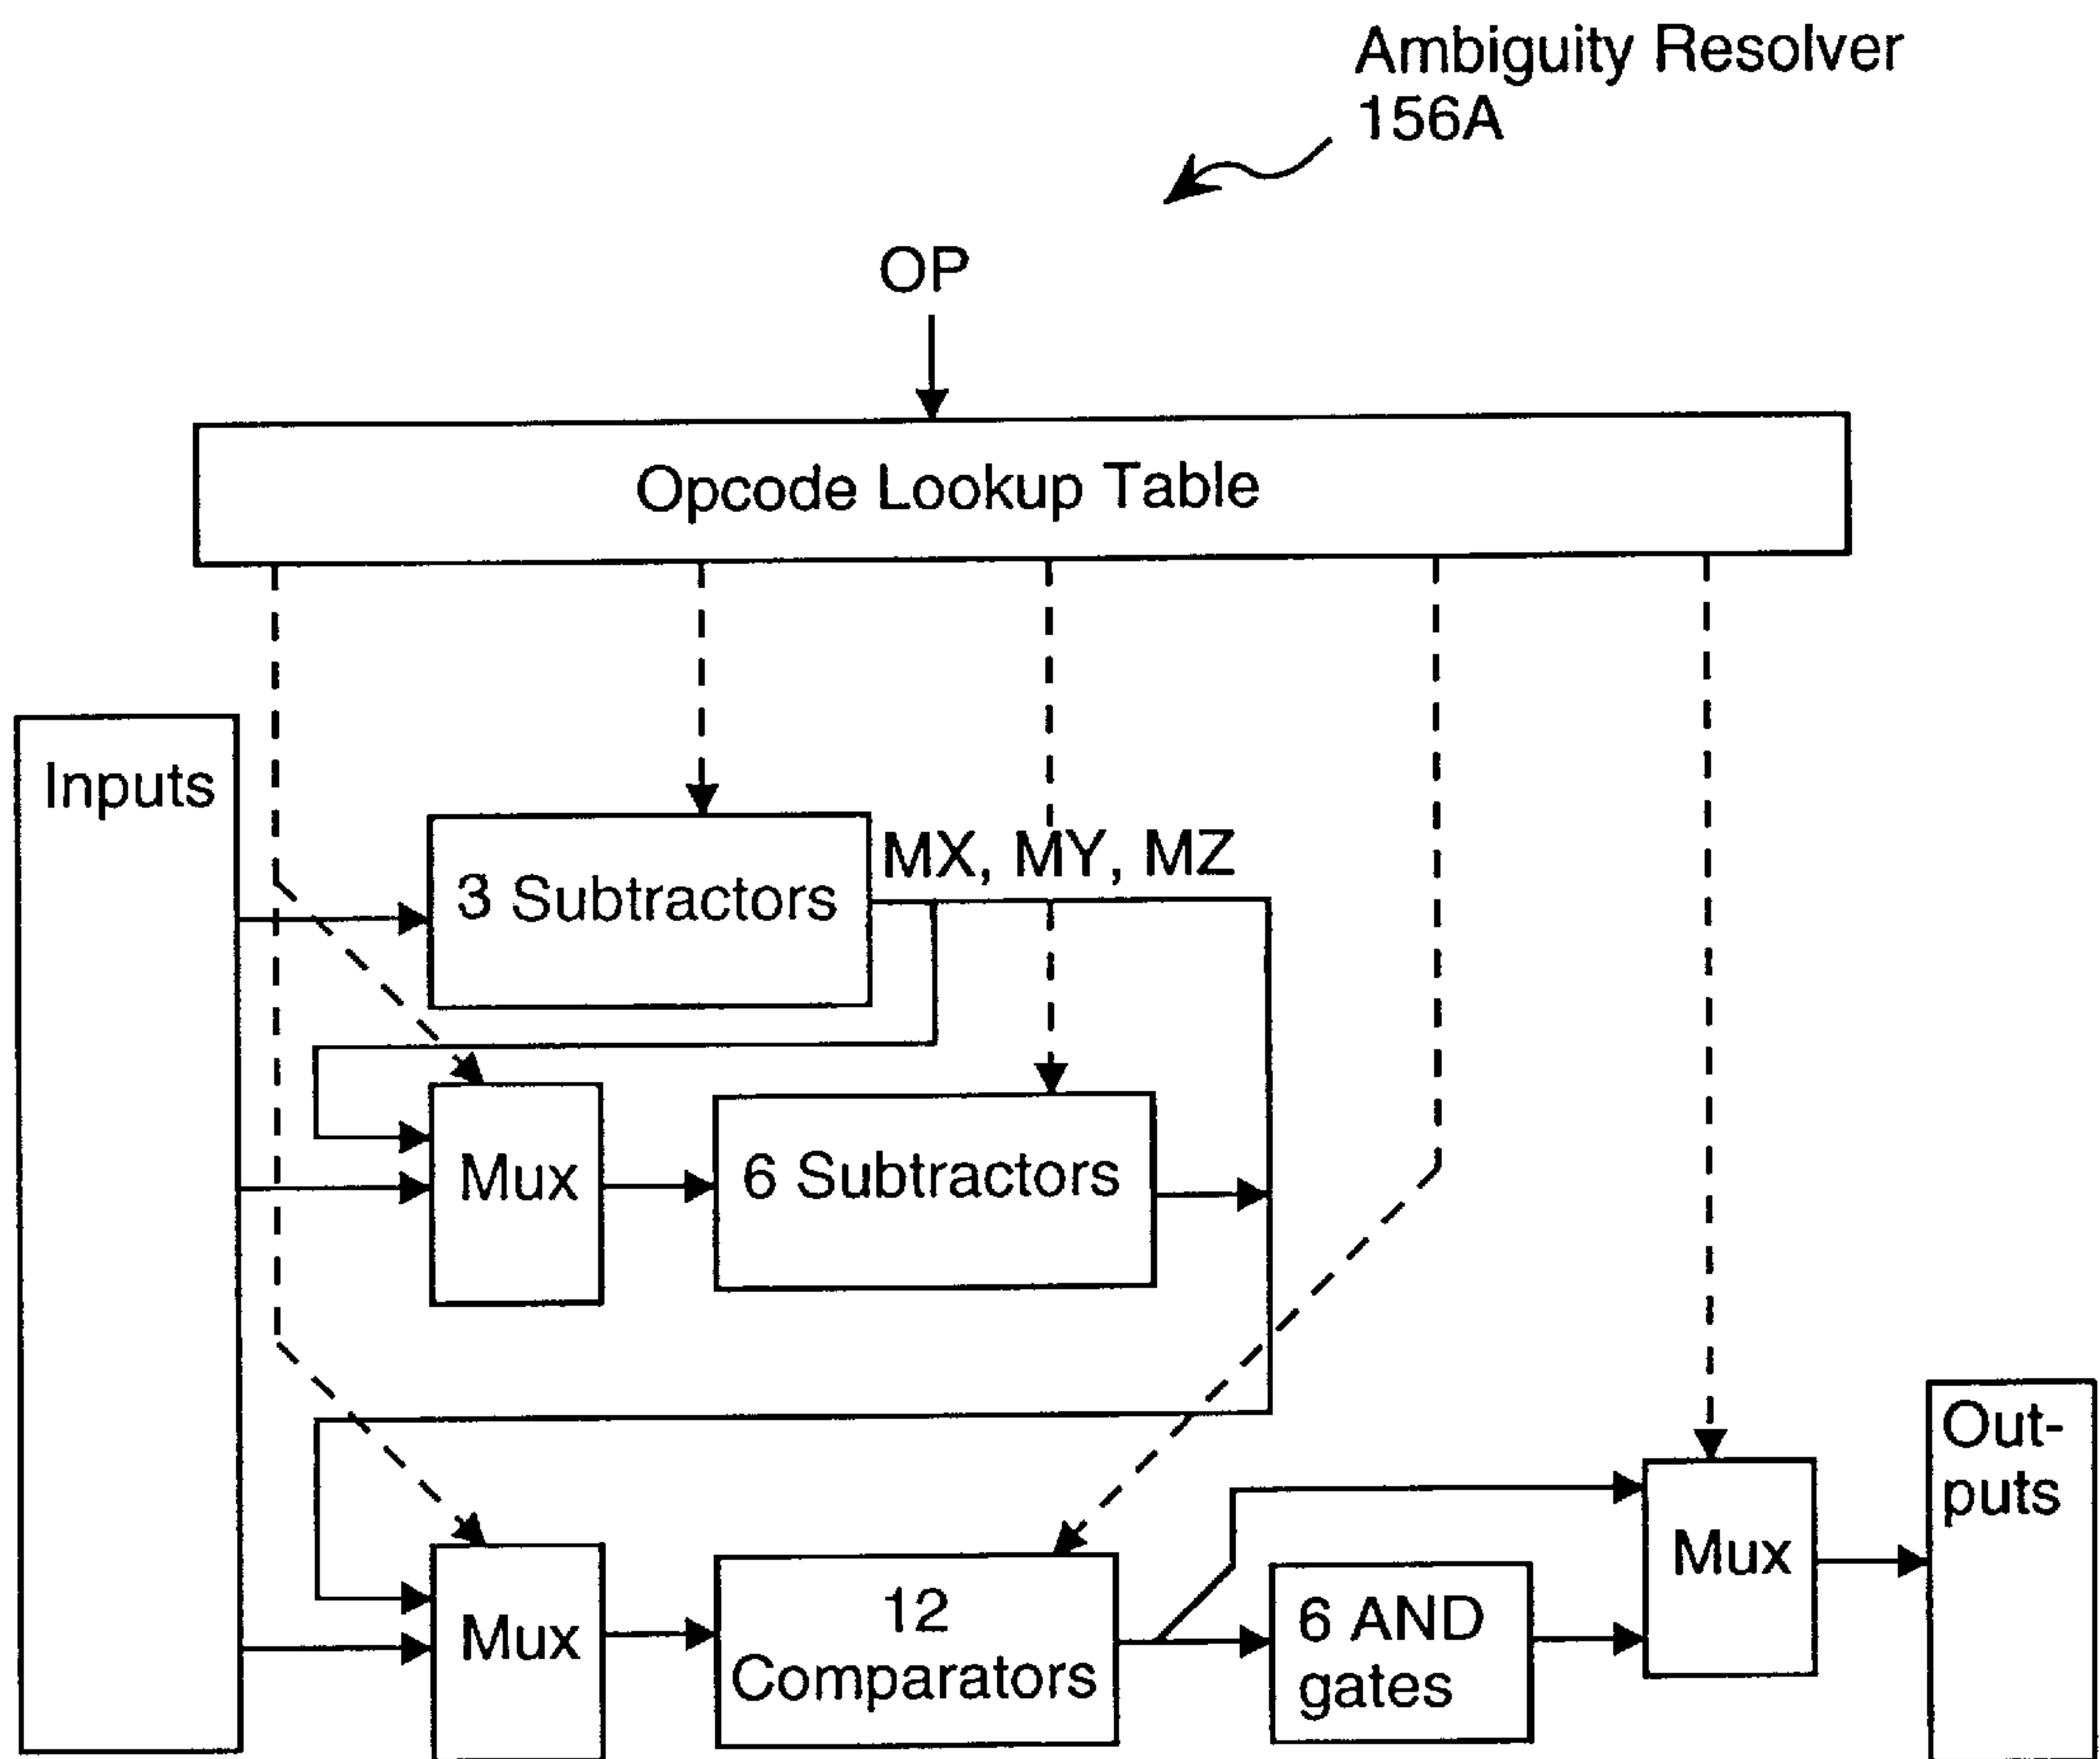 Ambiguity Resolver
156A
OP
Opcode Lookup Table
Inputs
3 Subtractors
MX, MY, MZ
Mux
6 Subtractors
Mux
12
Comparators
6 AND
gates
Mux
Out-
puts